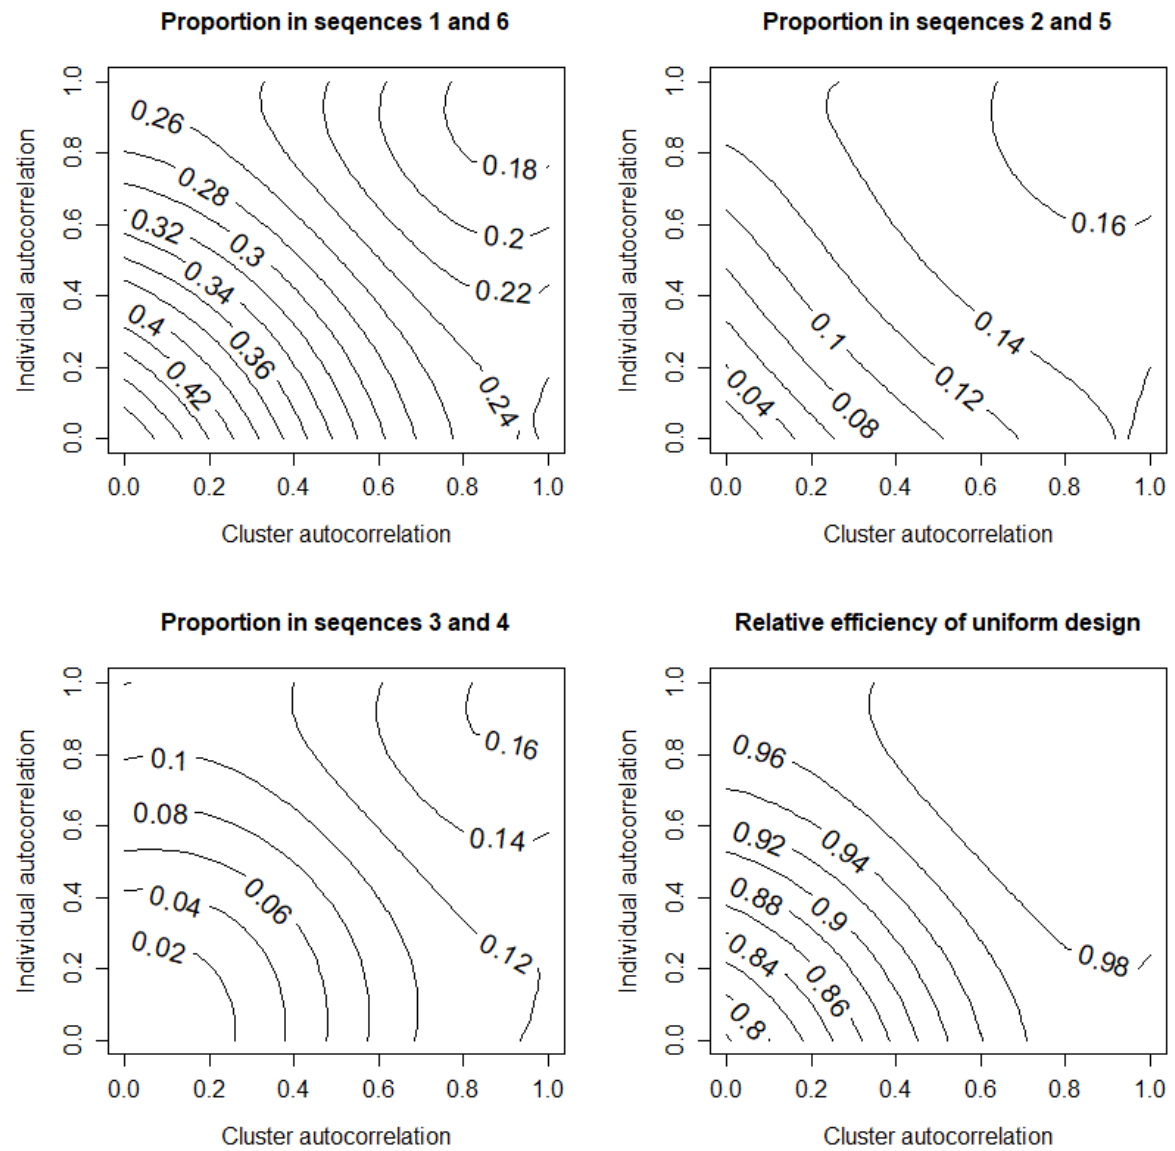 Proportion in seqences 1 and 6
Individual autocorrelation
0.0 0.2 0.4 0.6 0.8 1.0
0.26
0.28
0.32
0.3
0.34
0.4
0.36
0.42
0.18
0.2
0.22
0.24
0.0 0.2 0.4 0.6 0.8 1.0
Cluster autocorrelation
Proportion in seqences 2 and 5
Individual autocorrelation
0.0 0.2 0.4 0.6 0.8 1.0
0.16
0.14
0.1
0.12
0.04
0.08
0.0 0.2 0.4 0.6 0.8 1.0
Cluster autocorrelation
Proportion in seqences 3 and 4
Individual autocorrelation
0.0 0.2 0.4 0.6 0.8 1.0
0.16
0.1
0.08
0.14
0.04
0.06
0.02
0.12
0.0 0.2 0.4 0.6 0.8 1.0
Cluster autocorrelation
Relative efficiency of uniform design
Individual autocorrelation
0.0 0.2 0.4 0.6 0.8 1.0
0.96
0.92
0.94
0.88
0.9
0.84
0.86
0.8
0.98
0.0 0.2 0.4 0.6 0.8 1.0
Cluster autocorrelation